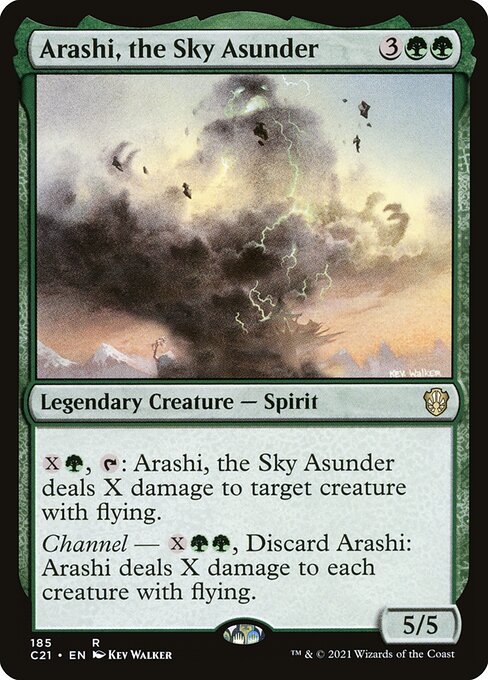 Arashi, the Sky Asunder 3
KEV WALKER
Legendary Creature — Spirit
X, : Arashi, the Sky Asunder
deals X damage to target creature
with flying.
Channel — X, Discard Arashi:
Arashi deals X damage to each
creature with flying.
5/5
185 R
C21 • EN Kev Walker
™ & © 2021 Wizards of the Coast